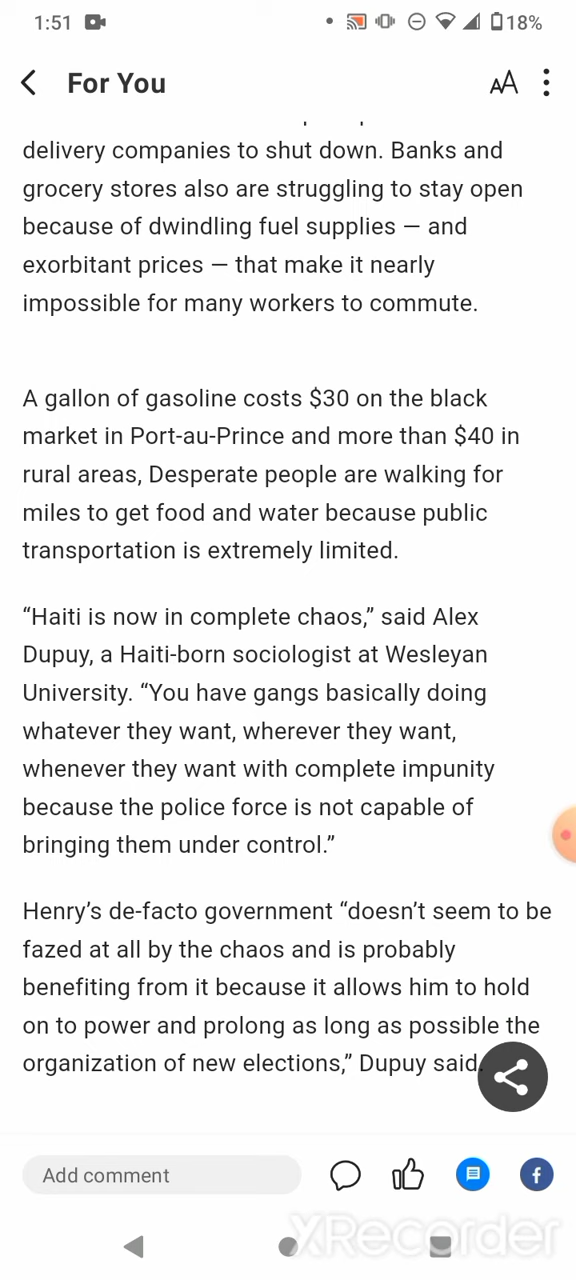 1:51
18%
For You
AA
delivery companies to shut down. Banks and
grocery stores also are struggling to stay open
because of dwindling fuel supplies — and
exorbitant prices — that make it nearly
impossible for many workers to commute.
A gallon of gasoline costs $30 on the black
market in Port-au-Prince and more than $40 in
rural areas, Desperate people are walking for
miles to get food and water because public
transportation is extremely limited.
“Haiti is now in complete chaos,” said Alex
Dupuy, a Haiti-born sociologist at Wesleyan
University. “You have gangs basically doing
whatever they want, wherever they want,
whenever they want with complete impunity
because the police force is not capable of
bringing them under control.”
Henry’s de-facto government “doesn’t seem to be
fazed at all by the chaos and is probably
benefiting from it because it allows him to hold
on to power and prolong as long as possible the
organization of new elections,” Dupuy said.
Add comment
f
XRecorder